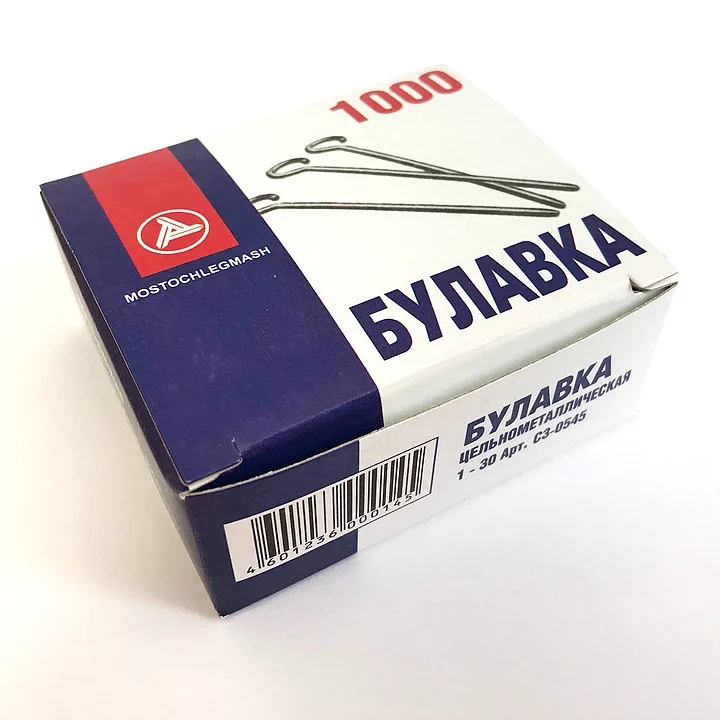 1000
MOSTOCHLEGMASH
БУЛАВКА
БУЛАВКА
ЦЕЛЬНОМЕТАЛЛИЧЕСКАЯ
1 - 30 Арт. С3-0545
4601236000145